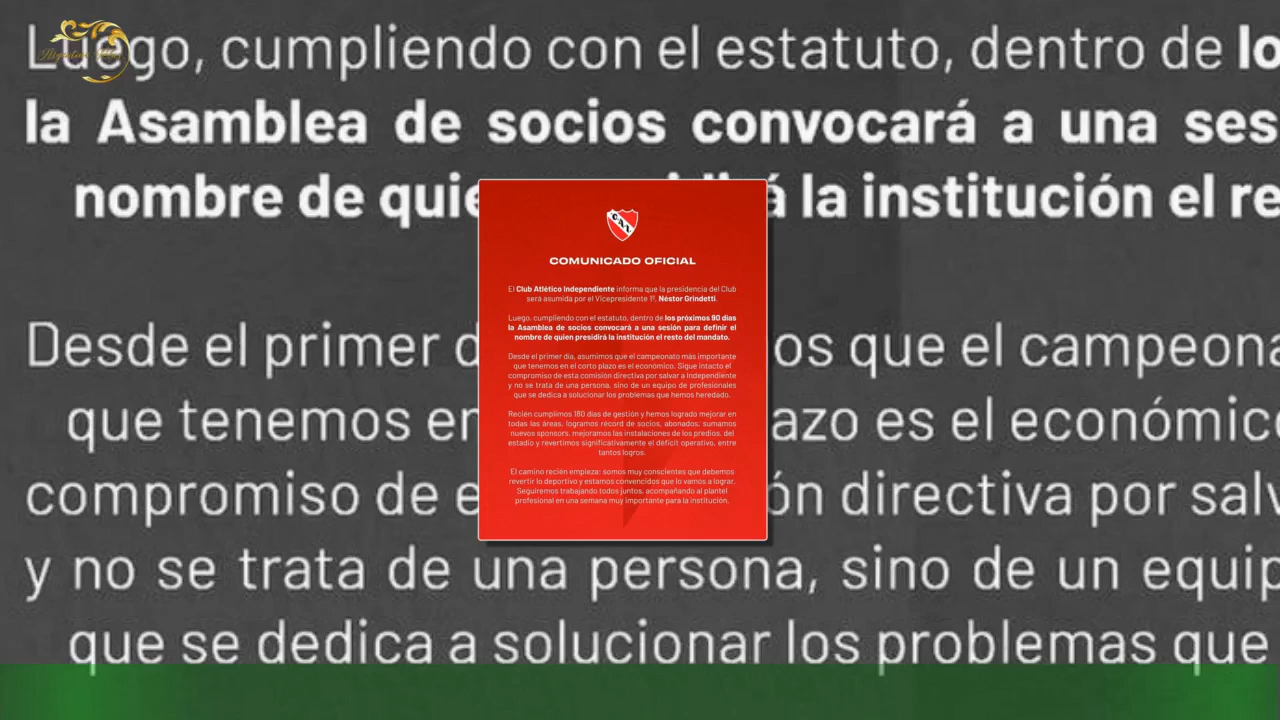 Luego, cumpliendo con el estatuto, dentro de lo
la Asamblea de socios convocará a una ses
nombre de quie
á la institución el re
Desde el primer d
os que el campeona
que tenemos en
azo es el económico
compromiso de e
ón directiva por salv
y no se trata de una persona, sino de un equip
que se dedica a solucionar los problemas que
CAI
COMUNICADO OFICIAL
El Club Atlético Independiente informa que la presidencia del Club
será asumida por el Vicepresidente 1º, Néstor Grindetti.
Luego, cumpliendo con el estatuto, dentro de los próximos 90 días
la Asamblea de socios convocará a una sesión para definir el
nombre de quien presidirá la institución el resto del mandato.
Desde el primer día, asumimos que el campeonato más importante
que tenemos en el corto plazo es el económico. Sigue intacto el
compromiso de esta comisión directiva por salvar a Independiente
y no se trata de una persona, sino de un equipo de profesionales
que se dedica a solucionar los problemas que hemos heredado.
Recién cumplimos 180 días de gestión y hemos logrado mejorar en
todas las áreas, logramos récord de socios, abonados, sumamos
nuevos sponsors, mejoramos las instalaciones de los predios, del
estadio y revertimos significativamente el déficit operativo, entre
tantos logros.
El camino recién empieza: somos muy conscientes que debemos
revertir lo deportivo y estamos convencidos que lo vamos a lograr.
Seguiremos trabajando todos juntos, acompañando al plantel
profesional en una semana muy importante para la institución.